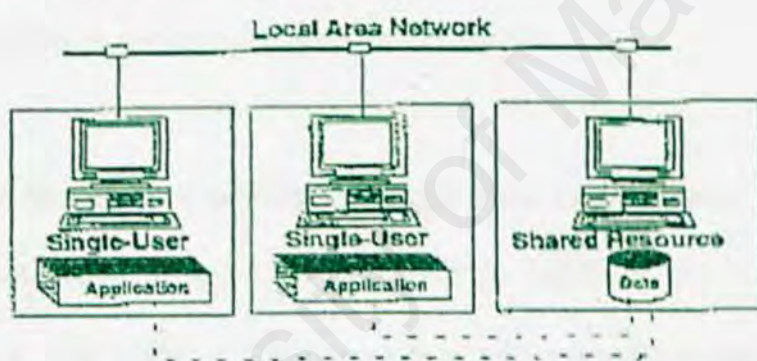 Local Area Network
Single-User
Single-User
Shared Resource
Application
Application
Data